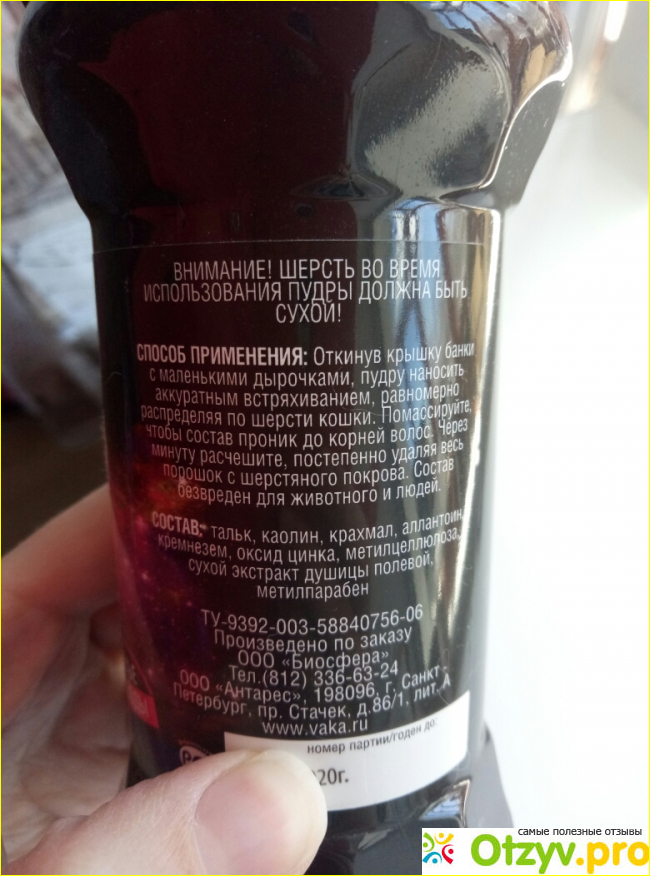 ВНИМАНИЕ! ШЕРСТЬ ВО ВРЕМЯ
ИСПОЛЬЗОВАНИЯ ПУДРЫ ДОЛЖНА БЫТЬ
СУХОЙ!
СПОСОБ ПРИМЕНЕНИЯ: Откинув крышку банки
с маленькими дырочками, пудру наносить
аккуратным встряхиванием, равномерно
распределяя по шерсти кошки. Помассируйте,
чтобы состав проник до корней волос. Через
минуту расчешите, постепенно удаляя весь
порошок с шерстяного покрова. Состав
безвреден для животного и людей.
СОСТАВ: тальк, каолин, крахмал, аллантоин,
кремнезем, оксид цинка, метилцеллюлоза,
сухой экстракт душицы полевой,
метилпарабен
ТУ-9392-003-58840756-06
Произведено по заказу
ООО «Биосфера»
Тел.(812) 336-63-24
ООО «Антарес», 198096, г. Санкт-
Петербург, пр. Стачек, д.86/1, лит. А
www.vaka.ru
номер партии/годен до:
20г.
самые полезные отзывы
Otzyv.pro